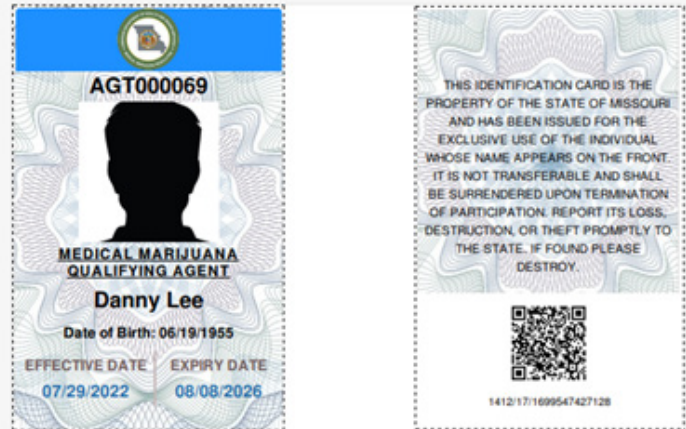 AGT000069
MEDICAL MARIJUANA
QUALIFYING AGENT
Danny Lee
Date of Birth: 06/19/1955
EFFECTIVE DATE
EXPIRY DATE
07/29/2022
08/08/2026
THIS IDENTIFICATION CARD IS THE
PROPERTY OF THE STATE OF MISSOURI
AND HAS BEEN ISSUED FOR THE
EXCLUSIVE USE OF THE INDIVIDUAL
WHOSE NAME APPEARS ON THE FRONT.
IT IS NOT TRANSFERABLE AND SHALL
BE SURRENDERED UPON TERMINATION
OF PARTICIPATION. REPORT ITS LOSS,
DESTRUCTION, OR THEFT PROMPTLY TO
THE STATE. IF FOUND PLEASE
DESTROY.
1412/17/1699547427128